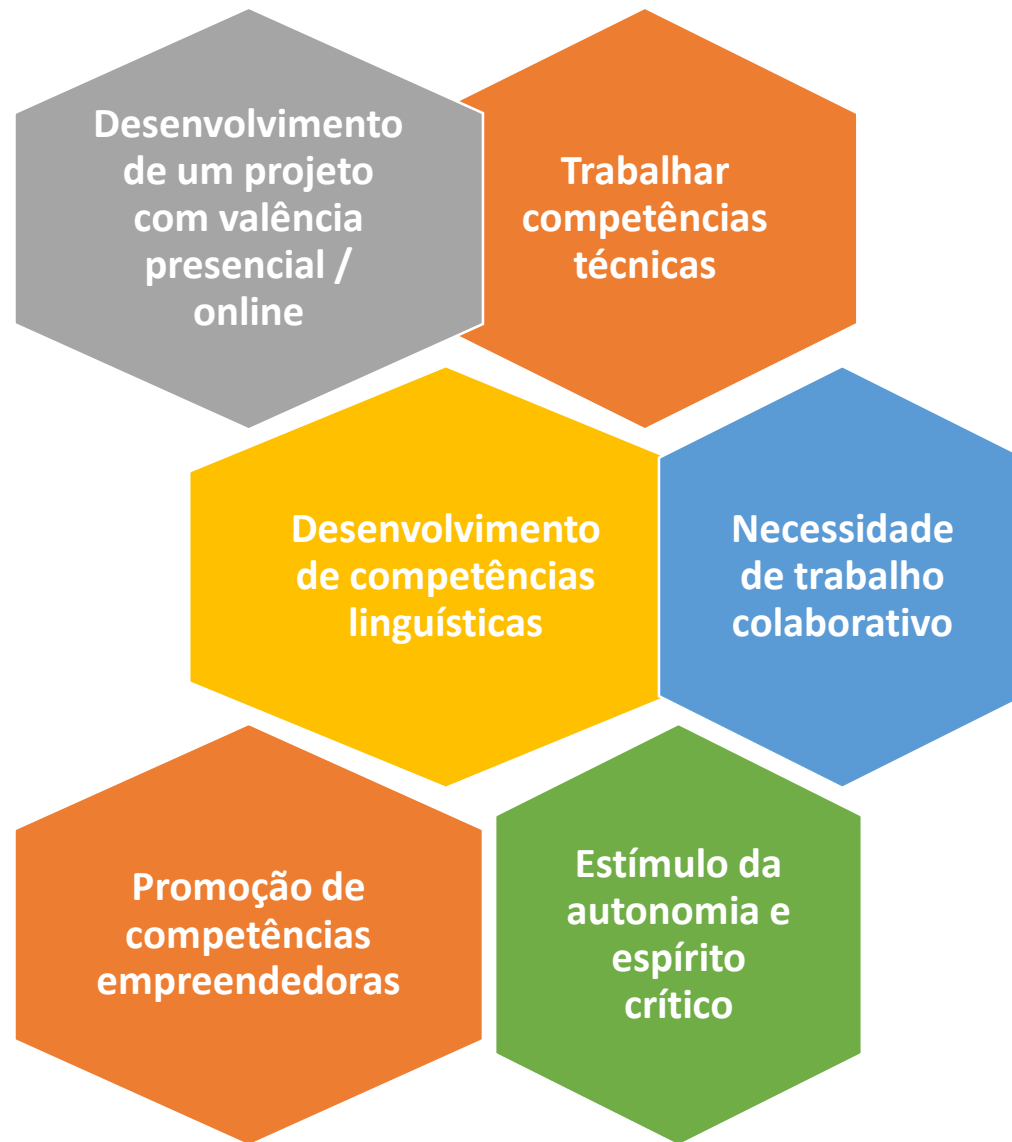 Desenvolvimento
de um projeto
com valência
presencial /
online
Trabalhar
competências
técnicas
Desenvolvimento
de competências
linguísticas
Necessidade
de trabalho
colaborativo
Promoção de
competências
empreendedoras
Estímulo da
autonomia e
espírito
crítico